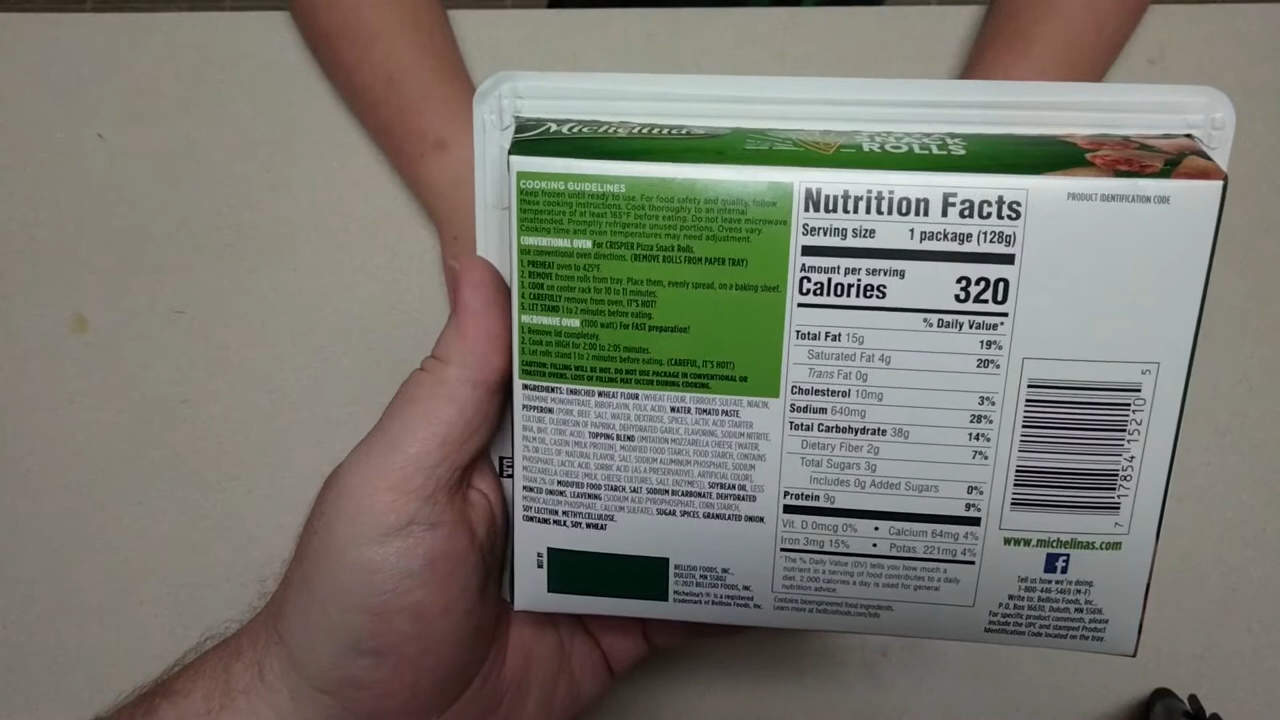 Michelina's
SNACK
ROLLS
COOKING GUIDELINES
Keep frozen until ready to use. For food safety and quality, follow
these cooking instructions. Cook thoroughly to an internal
temperature of at least 165°F before eating. Do not leave microwave
unattended. Promptly refrigerate unused portions. Ovens vary.
Cooking time and oven temperatures may need adjustment.
CONVENTIONAL OVEN For CRISPIER Pizza Snack Rolls,
use conventional oven directions. (REMOVE ROLLS FROM PAPER TRAY)
1. PREHEAT oven to 425°F.
2. REMOVE frozen rolls from tray. Place them, evenly spread, on a baking sheet.
3. COOK on center rack for 10 to 11 minutes.
4. CAREFULLY remove from oven, IT'S HOT!
5. LET STAND 1 to 2 minutes before eating.
MICROWAVE OVEN (1100 watt) For FAST preparation!
1. Remove lid completely.
2. Cook on HIGH for 2:00 to 2:05 minutes.
3. Let rolls stand 1 to 2 minutes before eating. (CAREFUL, IT'S HOT!)
CAUTION: FILLING WILL BE HOT. DO NOT USE PACKAGE IN CONVENTIONAL OR
TOASTER OVENS. LOSS OF FILLING MAY OCCUR DURING COOKING.
INGREDIENTS: ENRICHED WHEAT FLOUR (WHEAT FLOUR, FERROUS SULFATE, NIACIN,
THIAMINE MONONITRATE, RIBOFLAVIN, FOLIC ACID), WATER, TOMATO PASTE,
PEPPERONI (PORK, BEEF, SALT, WATER, DEXTROSE, SPICES, LACTIC ACID STARTER
CULTURE, OLEORESIN OF PAPRIKA, DEHYDRATED GARLIC, FLAVORING, SODIUM NITRITE,
BHA, BHT, CITRIC ACID), TOPPING BLEND (IMITATION MOZZARELLA CHEESE [WATER,
PALM OIL, CASEIN (MILK PROTEIN), MODIFIED FOOD STARCH, FOOD STARCH, CONTAINS
2% OR LESS OF: NATURAL FLAVOR, SALT, SODIUM ALUMINUM PHOSPHATE, SODIUM
PHOSPHATE, LACTIC ACID, SORBIC ACID (AS A PRESERVATIVE), ARTIFICIAL COLOR],
MOZZARELLA CHEESE [MILK, CHEESE CULTURES, SALT, ENZYMES]), SOYBEAN OIL, LESS
THAN 2% OF MODIFIED FOOD STARCH, SALT, SODIUM BICARBONATE, DEHYDRATED
MINCED ONIONS, LEAVENING (SODIUM ACID PYROPHOSPHATE, CORN STARCH,
MONOCALCIUM PHOSPHATE, CALCIUM SULFATE), SUGAR, SPICES, GRANULATED ONION,
SOY LECITHIN, METHYLCELLULOSE.
CONTAINS MILK, SOY, WHEAT
BEST BY
BELLISIO FOODS, INC.,
DULUTH, MN 55802
©2021 BELLISIO FOODS, INC.
Michelina's ® is a registered
trademark of Bellisio Foods, Inc.
Nutrition Facts
Serving size 1 package (128g)
Amount per serving
Calories 320
% Daily Value*
Total Fat 15g 19%
Saturated Fat 4g 20%
Trans Fat 0g
Cholesterol 10mg 3%
Sodium 640mg 28%
Total Carbohydrate 38g 14%
Dietary Fiber 2g 7%
Total Sugars 3g
Includes 0g Added Sugars 0%
Protein 9g 9%
Vit. D 0mcg 0% • Calcium 64mg 4%
Iron 3mg 15% • Potas. 221mg 4%
*The % Daily Value (DV) tells you how much a
nutrient in a serving of food contributes to a daily
diet. 2,000 calories a day is used for general
nutrition advice.
Contains bioengineered food ingredients.
Learn more at bellisiofoods.com/info
PRODUCT IDENTIFICATION CODE
7 17854 15210 5
www.michelinas.com
f
Tell us how we're doing.
1-800-446-5469 (M-F)
Write to: Bellisio Foods, Inc.,
P.O. Box 16630, Duluth, MN 55816.
For specific product comments, please
include the UPC and stamped Product
Identification Code located on the tray.